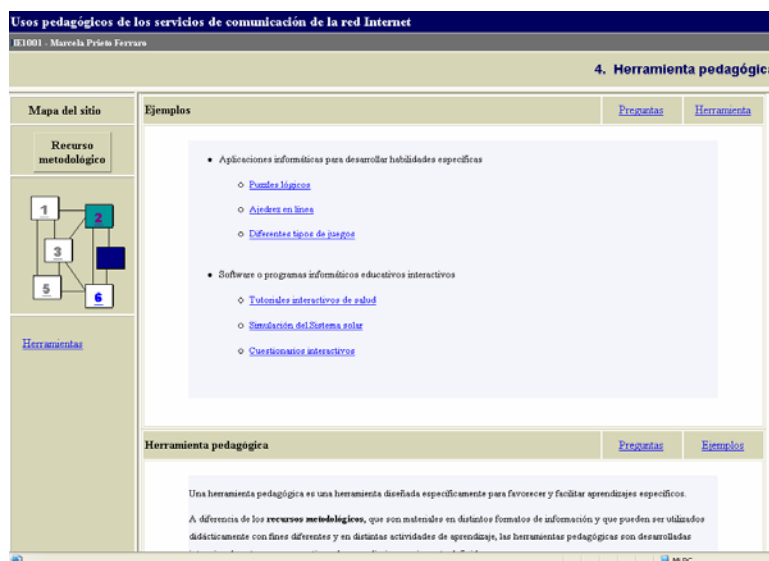 Usos pedagógicos de los servicios de comunicación de la red Internet
IE1001 - Marcela Prieto Ferraro
4. Herramienta pedagógic
Mapa del sitio
Ejemplos
Preguntas
Herramienta
Recurso
metodológico
Aplicaciones informáticas para desarrollar habilidades específicas
Puzzles lógicos
Ajedrez en línea
Diferentes tipos de juegos
1
2
3
5
6
Software o programas informáticos educativos interactivos
Tutoriales interactivos de salud
Simulación del Sistema solar
Cuestionarios interactivos
Herramientas
Herramienta pedagógica
Preguntas
Ejemplos
Una herramienta pedagógica es una herramienta diseñada específicamente para favorecer y facilitar aprendizajes específicos.
A diferencia de los recursos metodológicos, que son materiales en distintos formatos de información y que pueden ser utilizados
didácticamente con fines diferentes y en distintas actividades de aprendizaje, las herramientas pedagógicas son desarrolladas